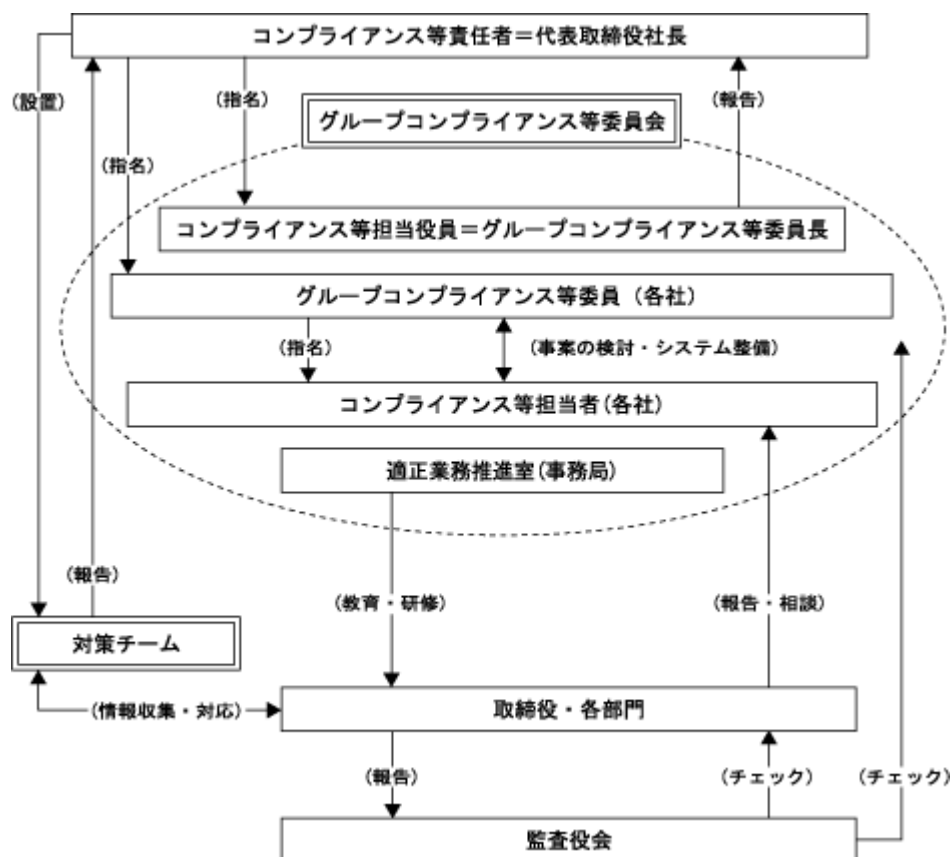 コンプライアンス等責任者＝代表取締役社長
(設置)
(指名)
(報告)
グループコンプライアンス等委員会
(指名)
コンプライアンス等担当役員＝グループコンプライアンス等委員長
グループコンプライアンス等委員（各社）
(指名)
(事案の検討・システム整備)
コンプライアンス等担当者(各社)
適正業務推進室(事務局)
(報告)
(教育・研修)
(報告・相談)
対策チーム
(情報収集・対応)
取締役・各部門
(報告)
(チェック)
(チェック)
監査役会